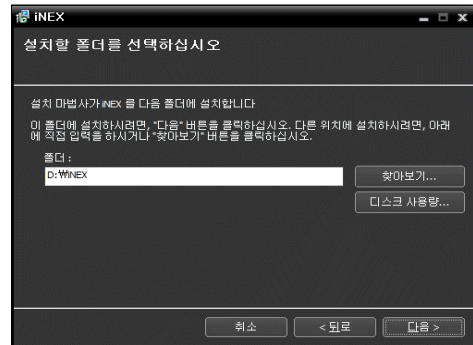 iNEX
설치할 폴더를 선택하십시오
설치 마법사가 iNEX 를 다음 폴더에 설치합니다
이 폴더에 설치하시려면, "다음" 버튼을 클릭하십시오. 다른 위치에 설치하시려면, 아래
에 직접 입력을 하시거나 "찾아보기" 버튼을 클릭하십시오.
폴더 :
D:₩iNEX
찾아보기...
디스크 사용량...
취소
< 뒤로
다음 >